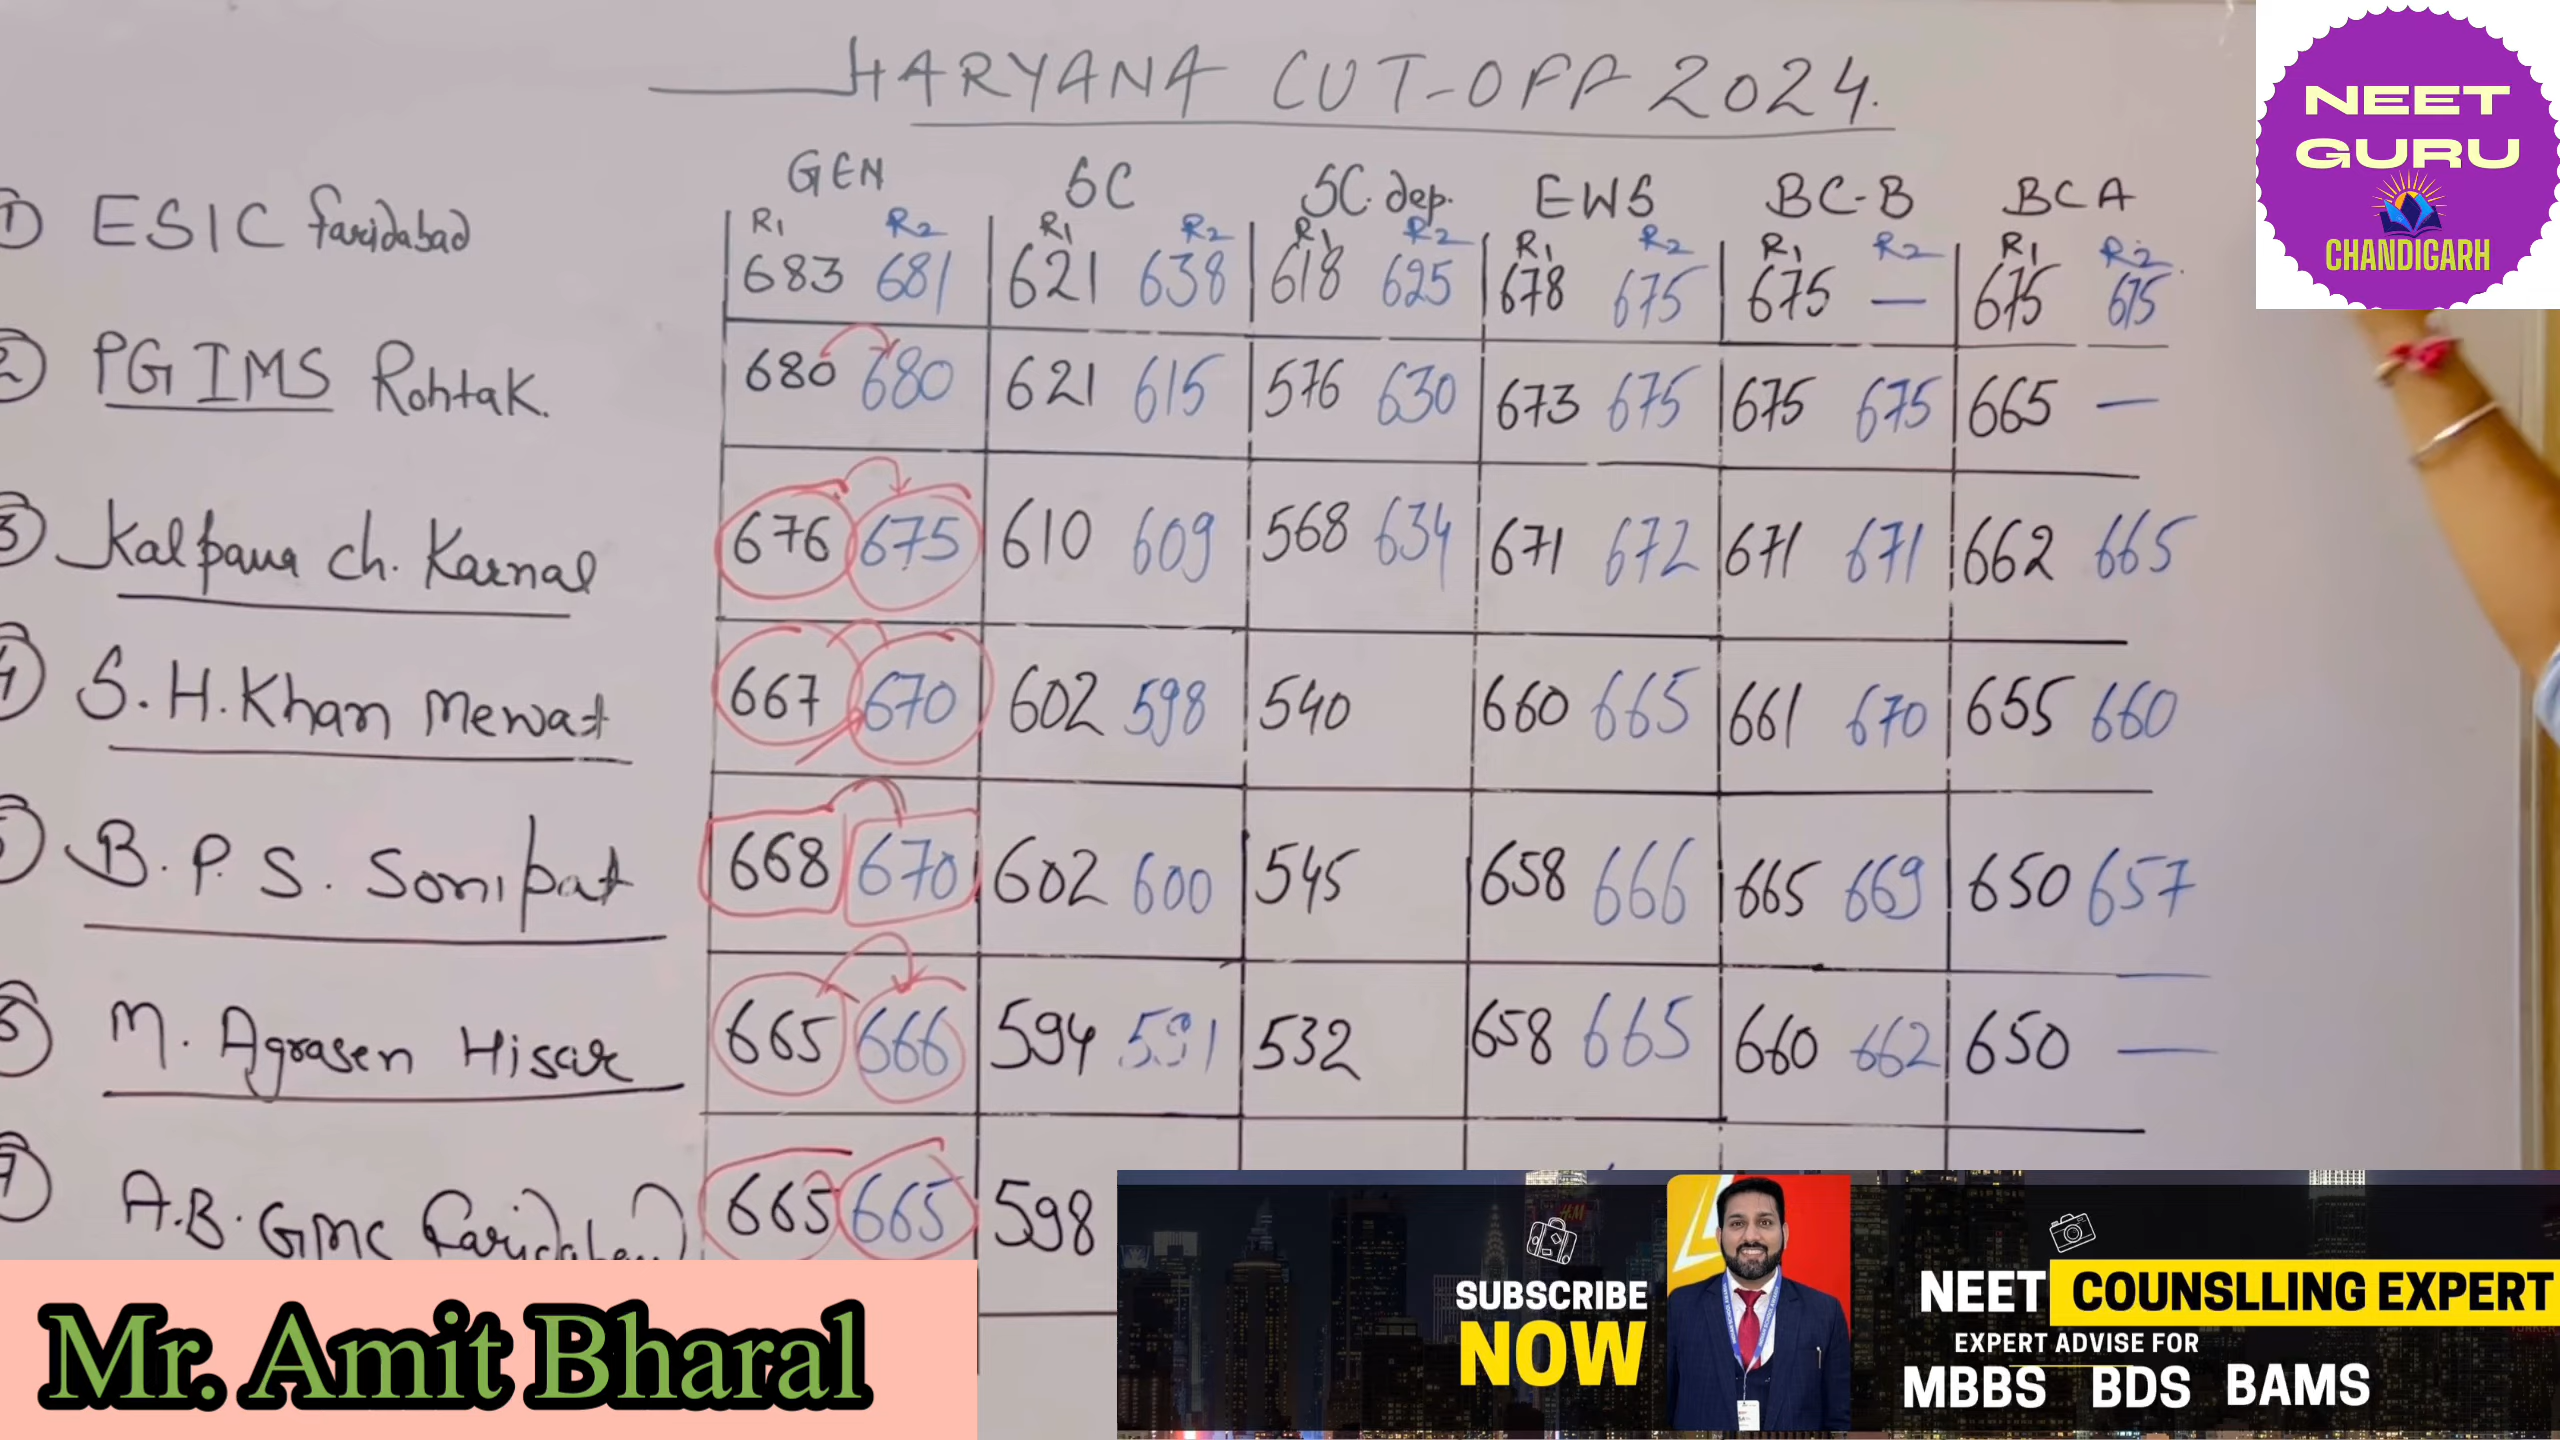 HARYANA CUT-OFF 2024.
NEET
GURU
CHANDIGARH
GEN SC SC.dep. EWS BC-B BCA
R1 R2 R1 R2 R1 R2 R1 R2 R1 R2 R1 R2
① ESIC faridabad 683 681 621 638 618 625 678 675 675 — 675 675
② PGIMS Rohtak. 680 680 621 615 576 630 673 675 675 675 665 —
③ Kalpana ch. Karnal 676 675 610 609 568 634 671 672 671 671 662 665
④ S.H.Khan Mewat 667 670 602 598 540 660 665 661 670 655 660
⑤ B.P.S. Sonipat 668 670 602 600 545 658 666 665 669 650 657
⑥ M. Agrasen Hisar 665 666 594 591 532 658 665 660 662 650 —
⑦ A.B. GMC faridabad 665 665 598
Mr. Amit Bharal
SUBSCRIBE
NOW
NEET COUNSLLING EXPERT
EXPERT ADVISE FOR
MBBS BDS BAMS